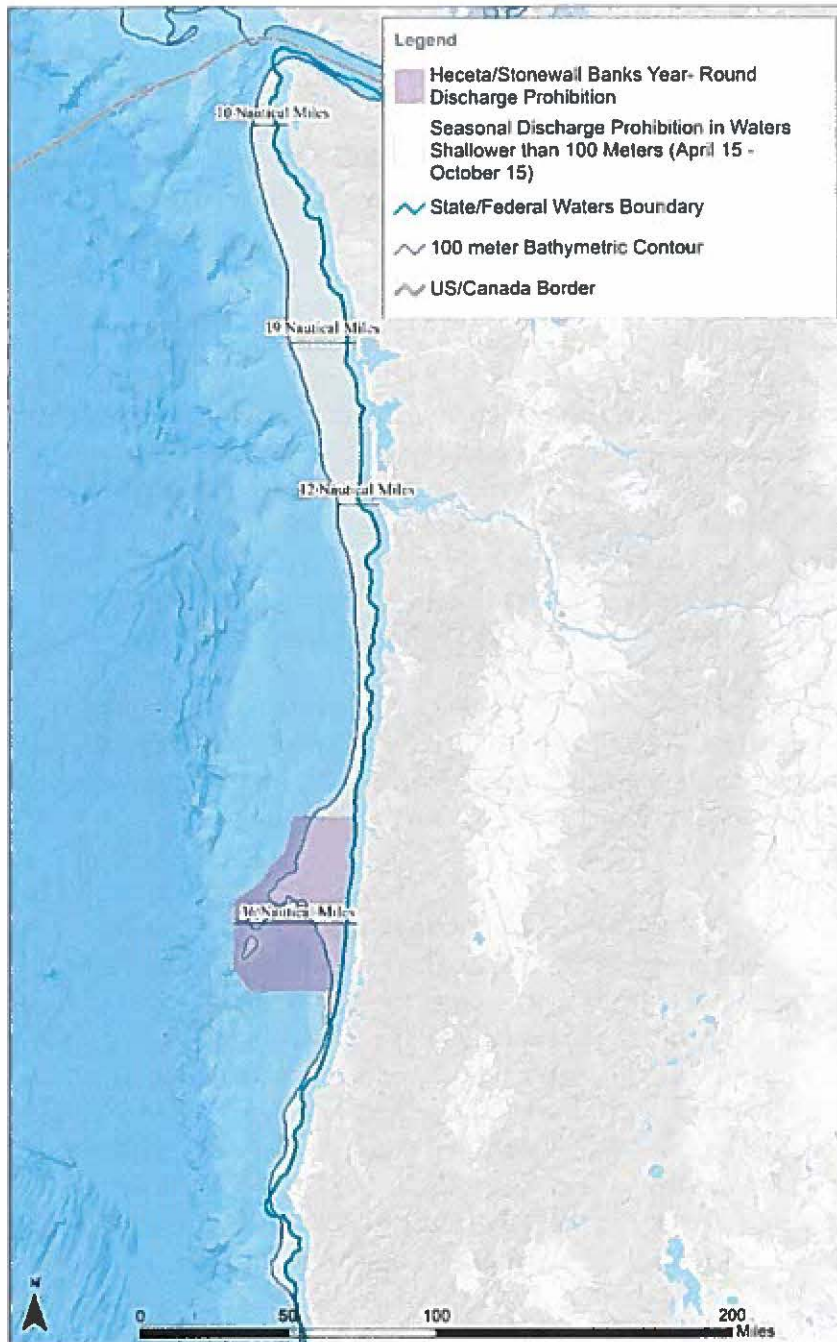 Legend
Heceta/Stonewall Banks Year- Round
Discharge Prohibition
Seasonal Discharge Prohibition in Waters
Shallower than 100 Meters (April 15 -
October 15)
State/Federal Waters Boundary
100 meter Bathymetric Contour
US/Canada Border
10 Nautical Miles
19 Nautical Miles
12 Nautical Miles
36 Nautical Miles
N
0 50 100 200
Miles